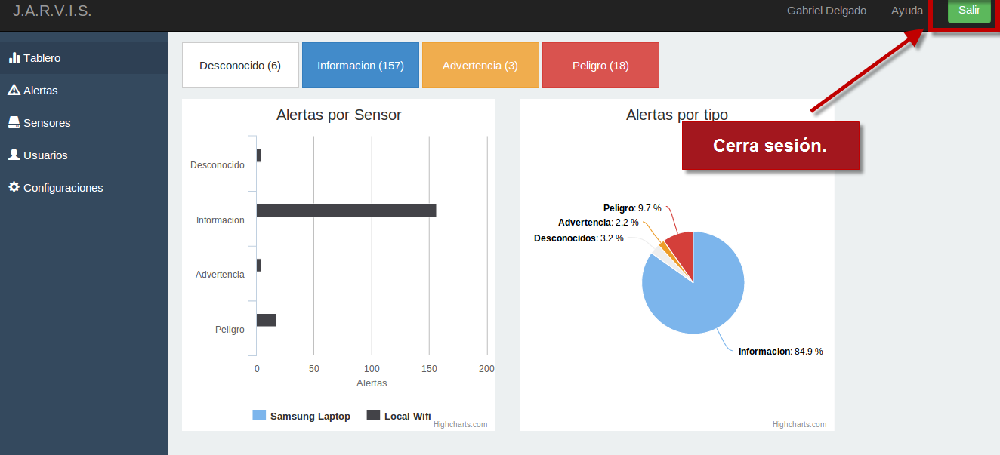 J.A.R.V.I.S.
Gabriel Delgado Ayuda Salir
Tablero
Alertas
Sensores
Usuarios
Configuraciones
Desconocido (6) Informacion (157) Advertencia (3) Peligro (18)
Alertas por Sensor
Desconocido
Informacion
Advertencia
Peligro
0 50 100 150 200
Alertas
Samsung Laptop Local Wifi
Highcharts.com
Alertas por tipo
Cerra sesión.
Peligro: 9.7 %
Advertencia: 2.2 %
Desconocidos: 3.2 %
Informacion: 84.9 %
Highcharts.com